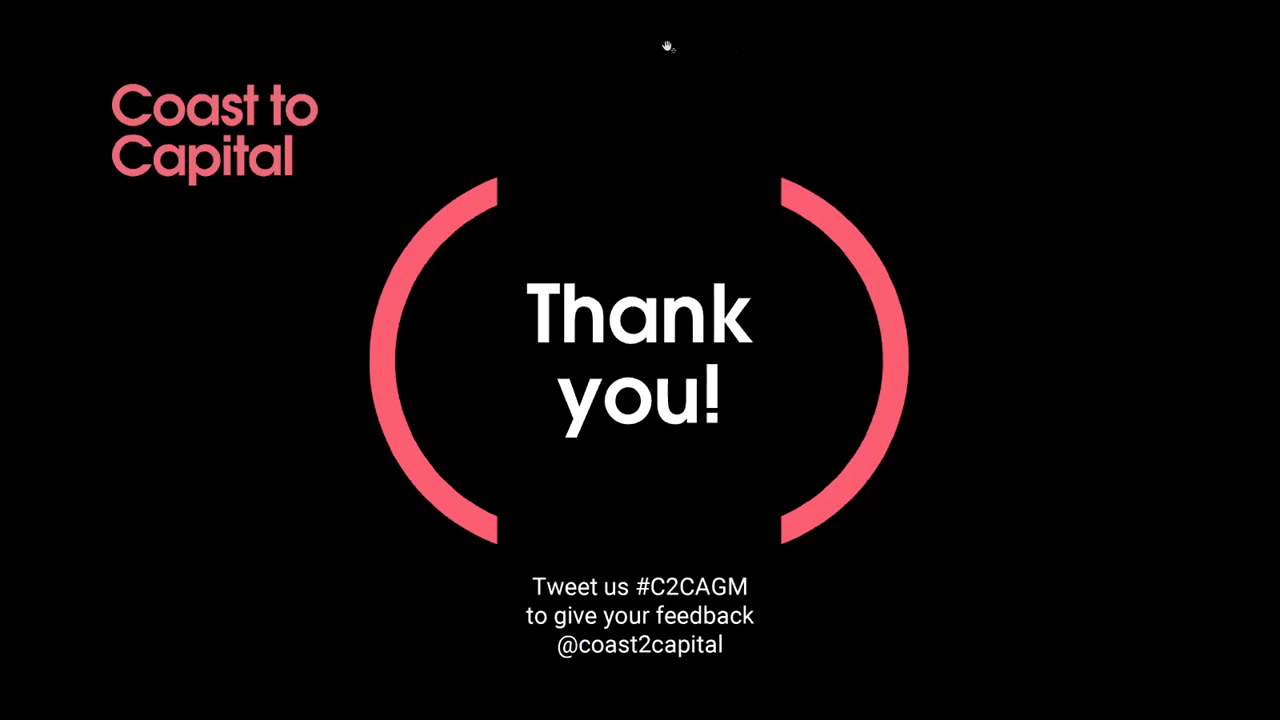 Coast to
Capital
Thank
you!
Tweet us #C2CAGM
to give your feedback
@coast2capital